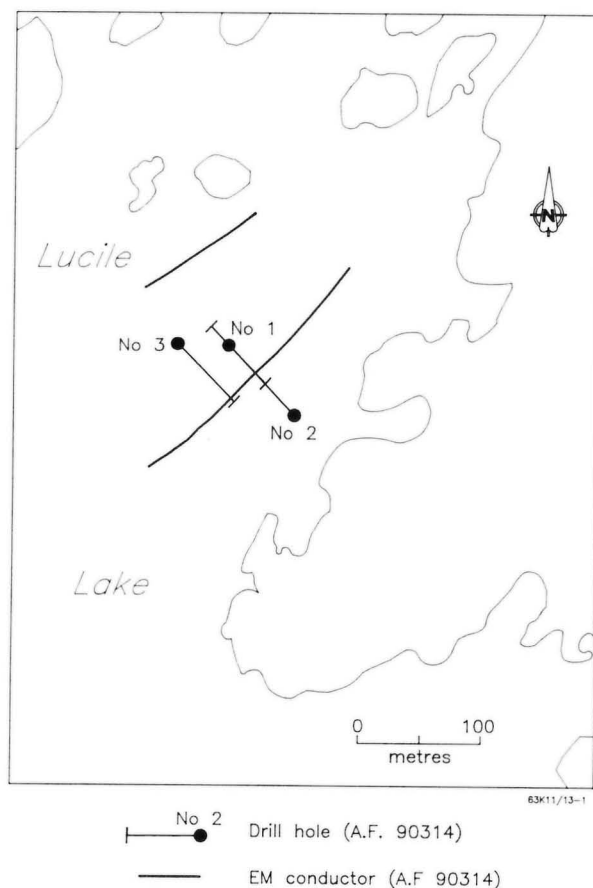 N
Lucile
No 1
No 3
No 2
Lake
0 100
metres
63K11/13-1
No 2
Drill hole (A.F. 90314)
EM conductor (A.F 90314)